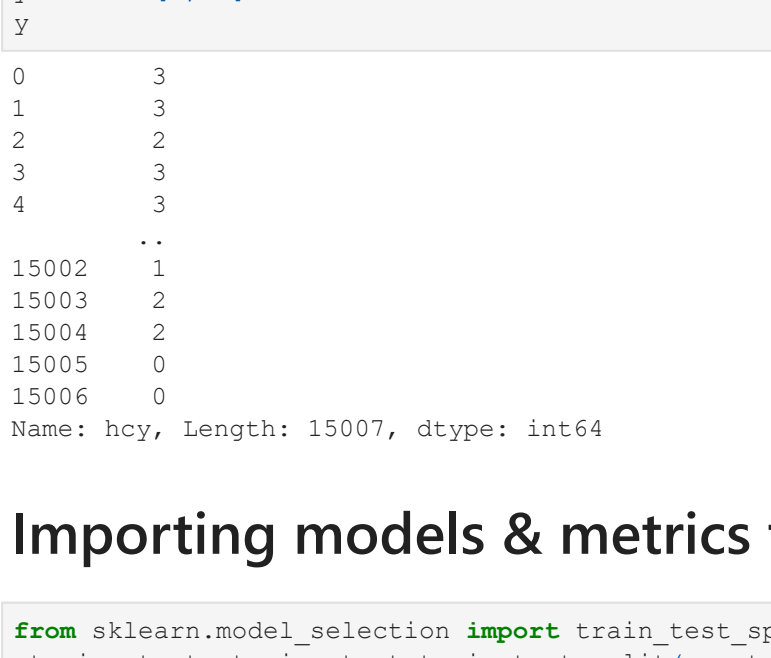 y
0 3
1 3
2 2
3 3
4 3
..
15002 1
15003 2
15004 2
15005 0
15006 0
Name: hcy, Length: 15007, dtype: int64
Importing models & metrics
from sklearn.model_selection import train_test_sp